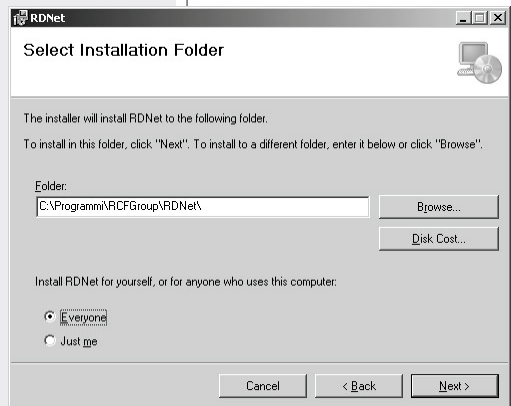 RDNet
Select Installation Folder
The installer will install RDNet to the following folder.
To install in this folder, click "Next". To install to a different folder, enter it below or click "Browse".
Folder:
C:\Programmi\RCFGroup\RDNet\
Browse...
Disk Cost...
Install RDNet for yourself, or for anyone who uses this computer:
Everyone
Just me
Cancel
< Back
Next >